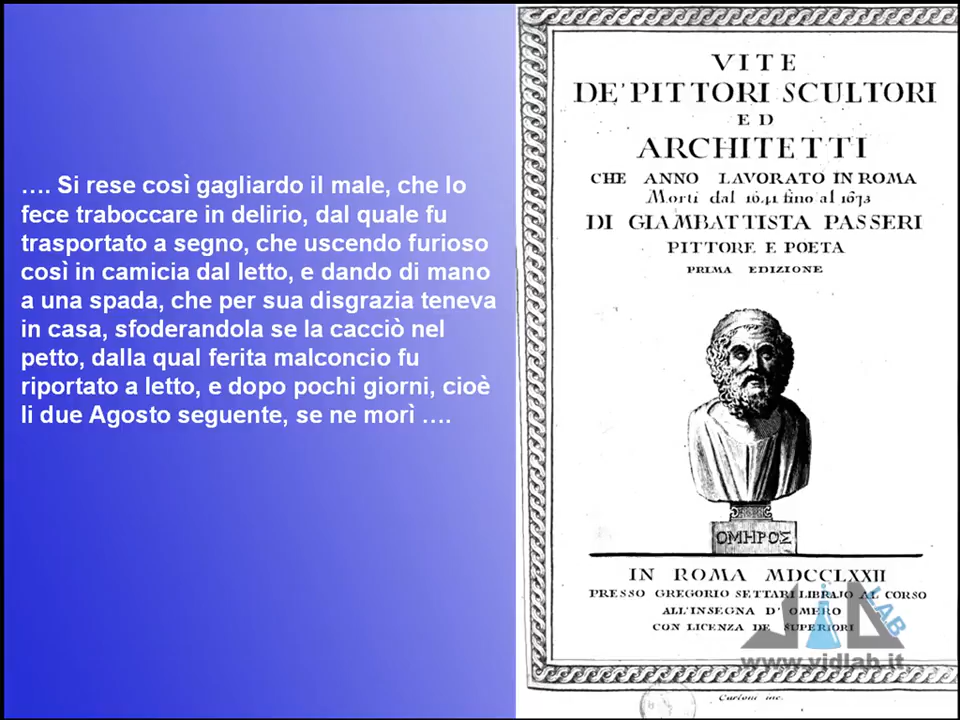 …. Si rese così gagliardo il male, che lo
fece traboccare in delirio, dal quale fu
trasportato a segno, che uscendo furioso
così in camicia dal letto, e dando di mano
a una spada, che per sua disgrazia teneva
in casa, sfoderandola se la cacciò nel
petto, dalla qual ferita malconcio fu
riportato a letto, e dopo pochi giorni, cioè
li due Agosto seguente, se ne morì ….
VITE
DE' PITTORI SCULTORI
ED
ARCHITETTI
CHE ANNO LAVORATO IN ROMA
Morti dal 1641 fino al 1673
DI GIAMBATTISTA PASSERI
PITTORE E POETA
PRIMA EDIZIONE
ΟΜΗΡΟΣ
IN ROMA MDCCLXXII
PRESSO GREGORIO SETTARI LIBRAJO AL CORSO
ALL'INSEGNA D' OMERO
CON LICENZA DE' SUPERIORI
ViD LAB
www.vidlab.it
Carloni inc.